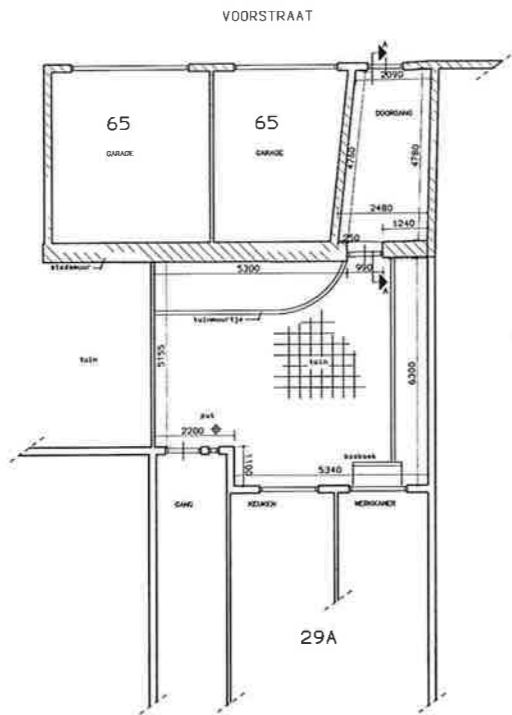 VOORSTRAAT
A
2090
65
65
DOORGANG
GARAGE
GARAGE
4760
4780
2480
1240
250
stadsmuur
5300
990
A
tuinmuurtje
tuin
5155
tuin
6300
put
2200
1100
5340
GANG
KEUKEN
WERKKAMER
29A